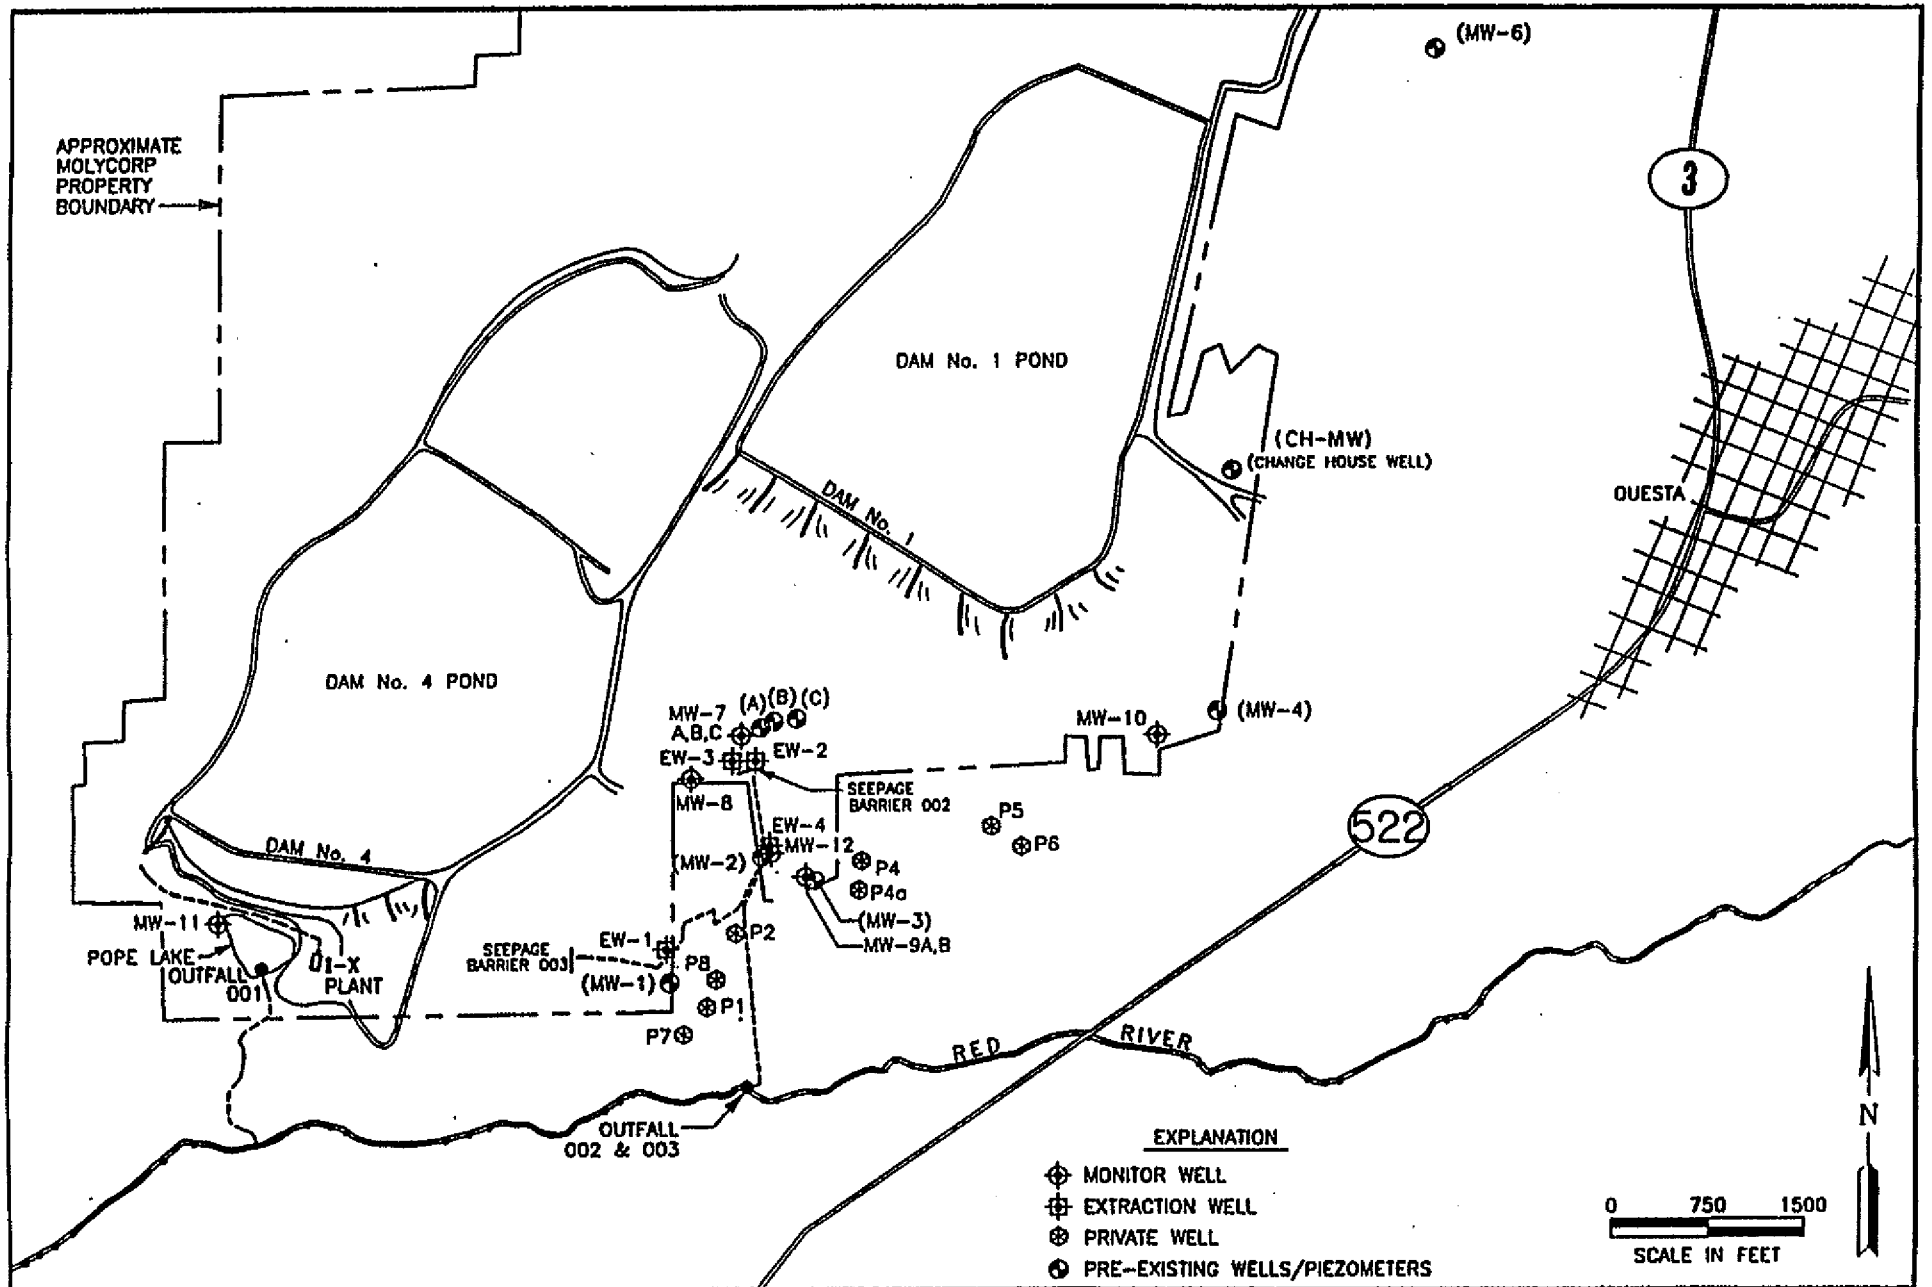 (MW-6)
APPROXIMATE
MOLYCORP
PROPERTY
BOUNDARY
3
DAM No. 1 POND
(CH-MW)
(CHANGE HOUSE WELL)
QUESTA
DAM No. 1
DAM No. 4 POND
(A) (B) (C)
MW-7
A,B,C
MW-10
(MW-4)
EW-3
EW-2
MW-8
SEEPAGE
BARRIER 002
P5
522
EW-4
MW-12
P6
DAM No. 4
(MW-2)
P4
P4a
MW-11
(MW-3)
P2
EW-1
MW-9A,B
POPE LAKE
SEEPAGE
BARRIER 003
OUTFALL
001
I-X
PLANT
P8
(MW-1)
P1
P7
RED RIVER
N
OUTFALL
002 & 003
EXPLANATION
MONITOR WELL
EXTRACTION WELL
PRIVATE WELL
PRE-EXISTING WELLS/PIEZOMETERS
0 750 1500
SCALE IN FEET